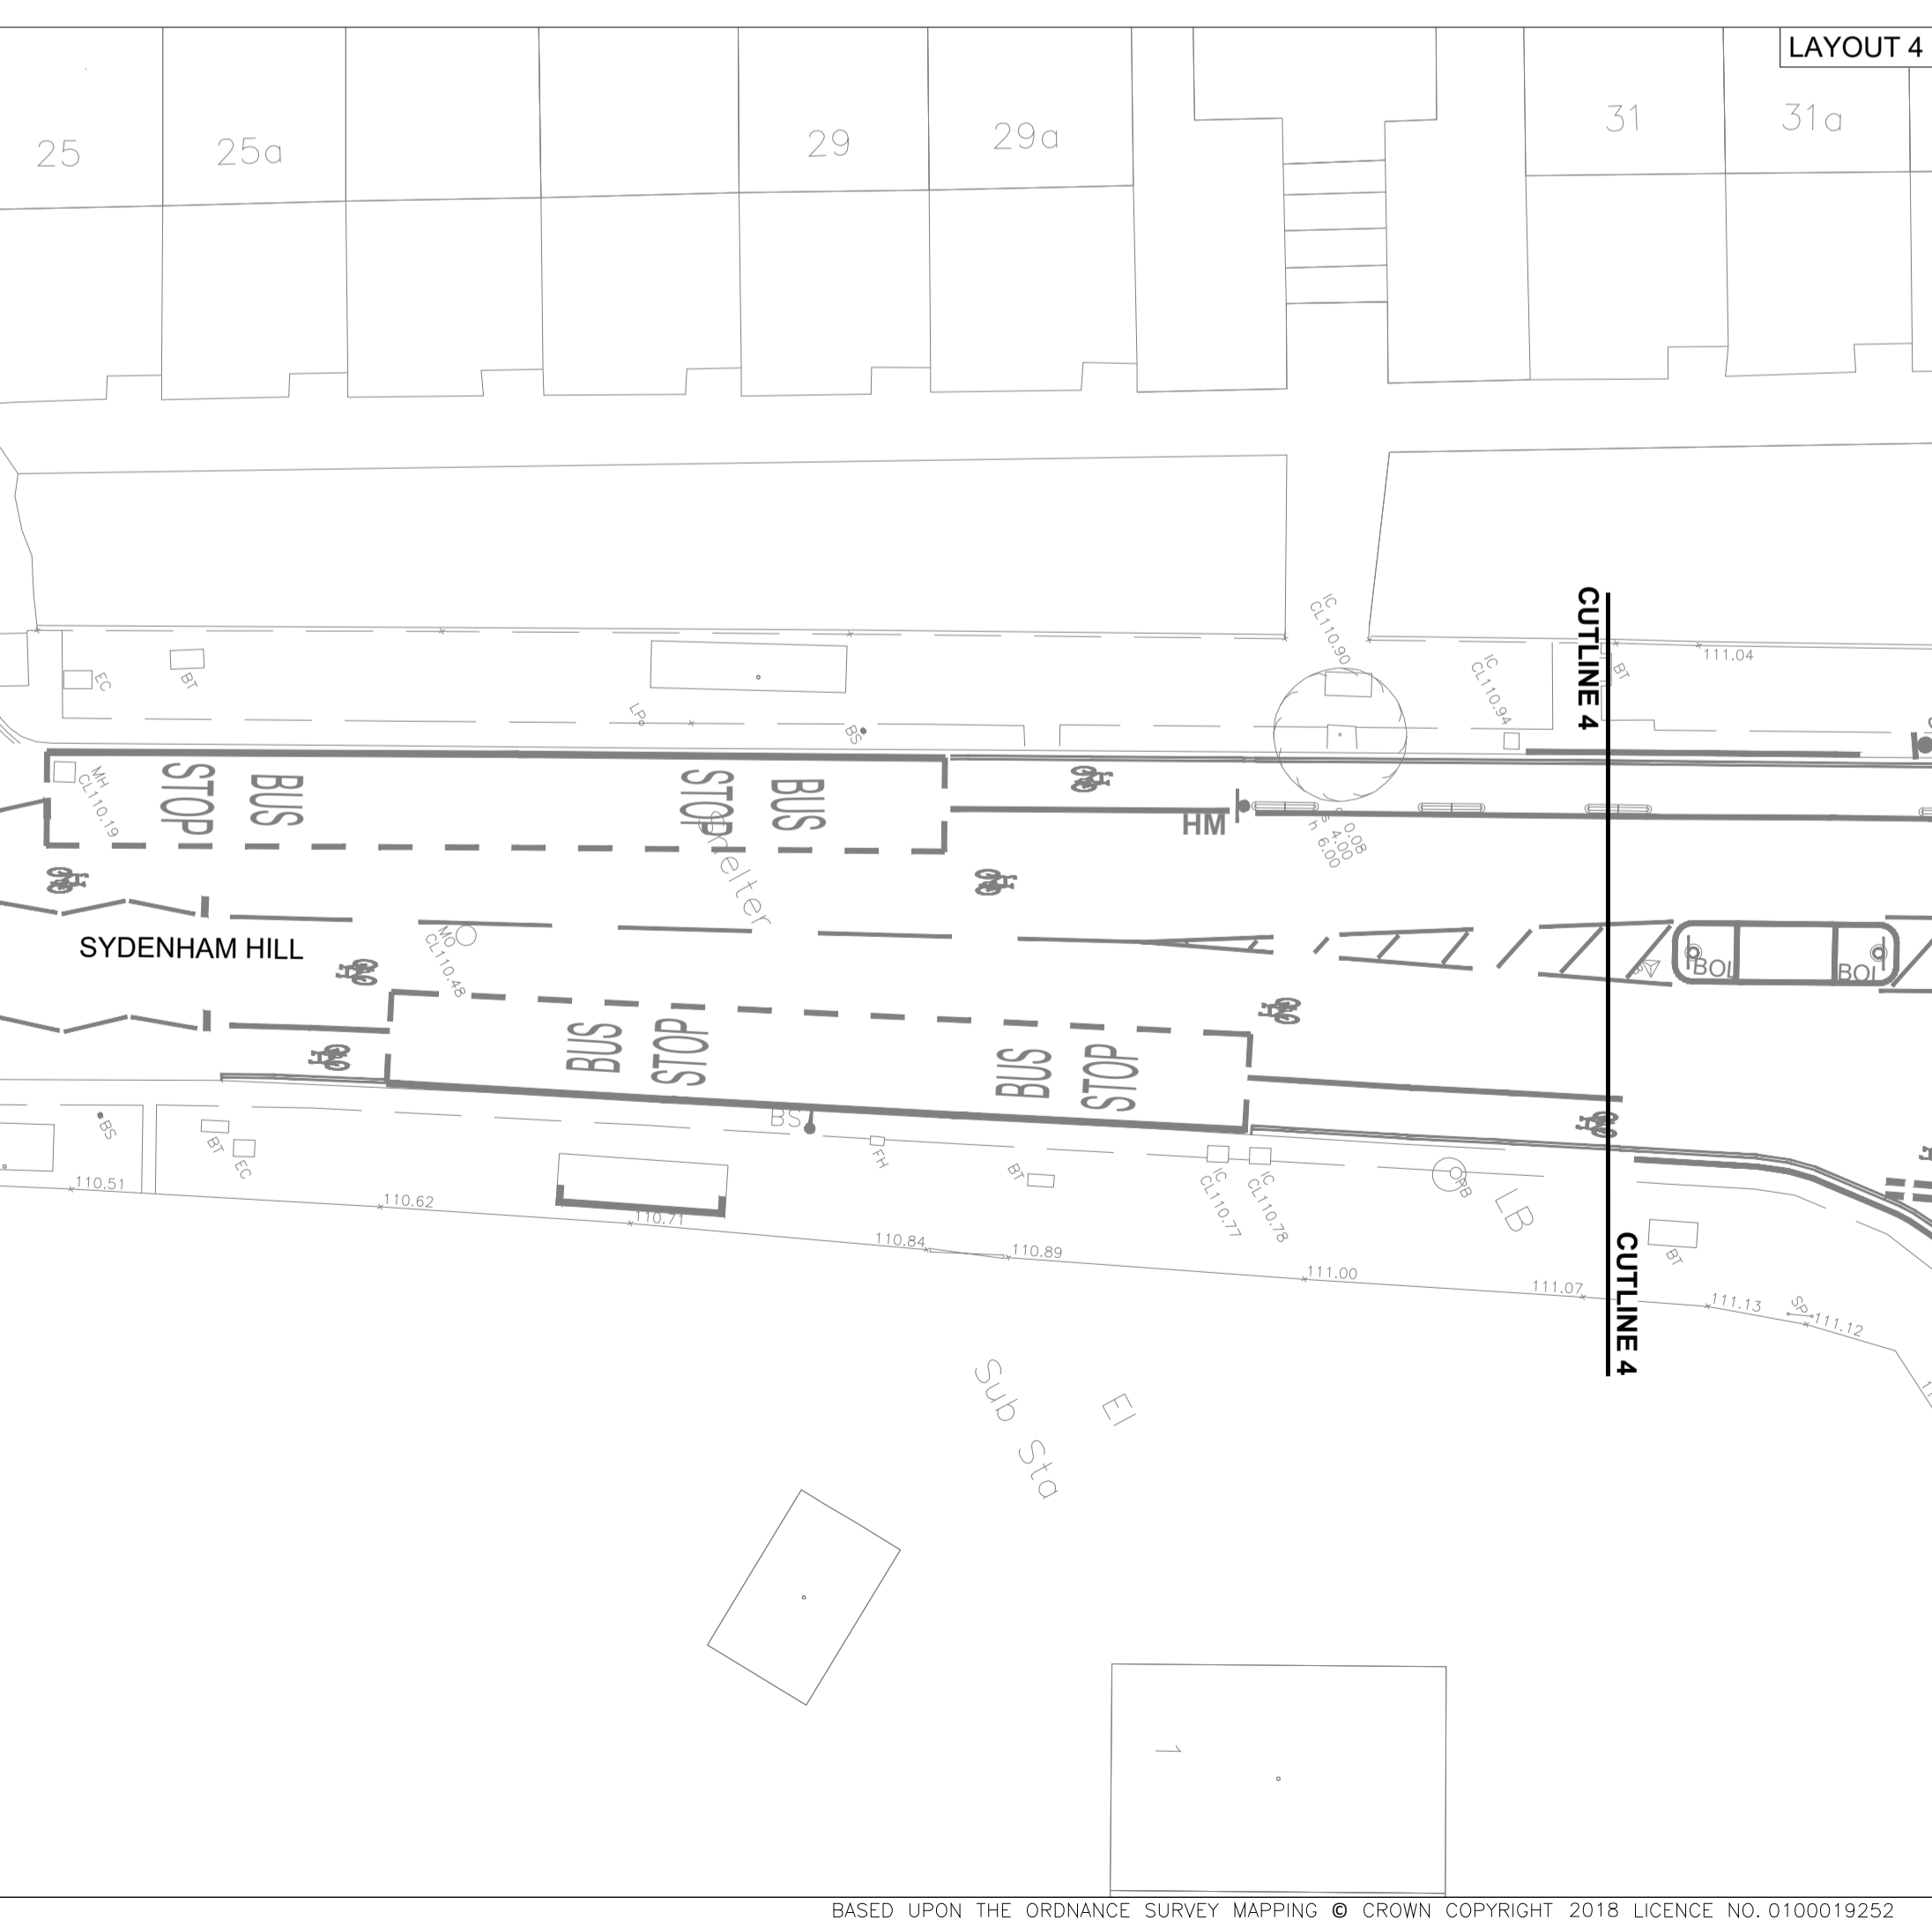 LAYOUT 4
25
25a
29
29a
31
31a
CUTLINE 4
IC
CL110.90
IC
CL110.94
BT
111.04
EC
BT
LP
BS
MH
CL110.19
STOP
BUS
STOP
BUS
Shelter
HM
0.08
s 4.00
h 6.00
SYDENHAM HILL
MO
CL110.48
BOL
BOL
BUS
STOP
BUS
STOP
BS
BS
BT
EC
FH
BT
IC
CL110.77
IC
CL110.78
RB
LB
BT
110.51
110.62
110.71
110.84
110.89
111.00
111.07
111.13
SP
111.12
CUTLINE 4
El
Sub Sta
1
BASED UPON THE ORDNANCE SURVEY MAPPING © CROWN COPYRIGHT 2018 LICENCE NO. 0100019252